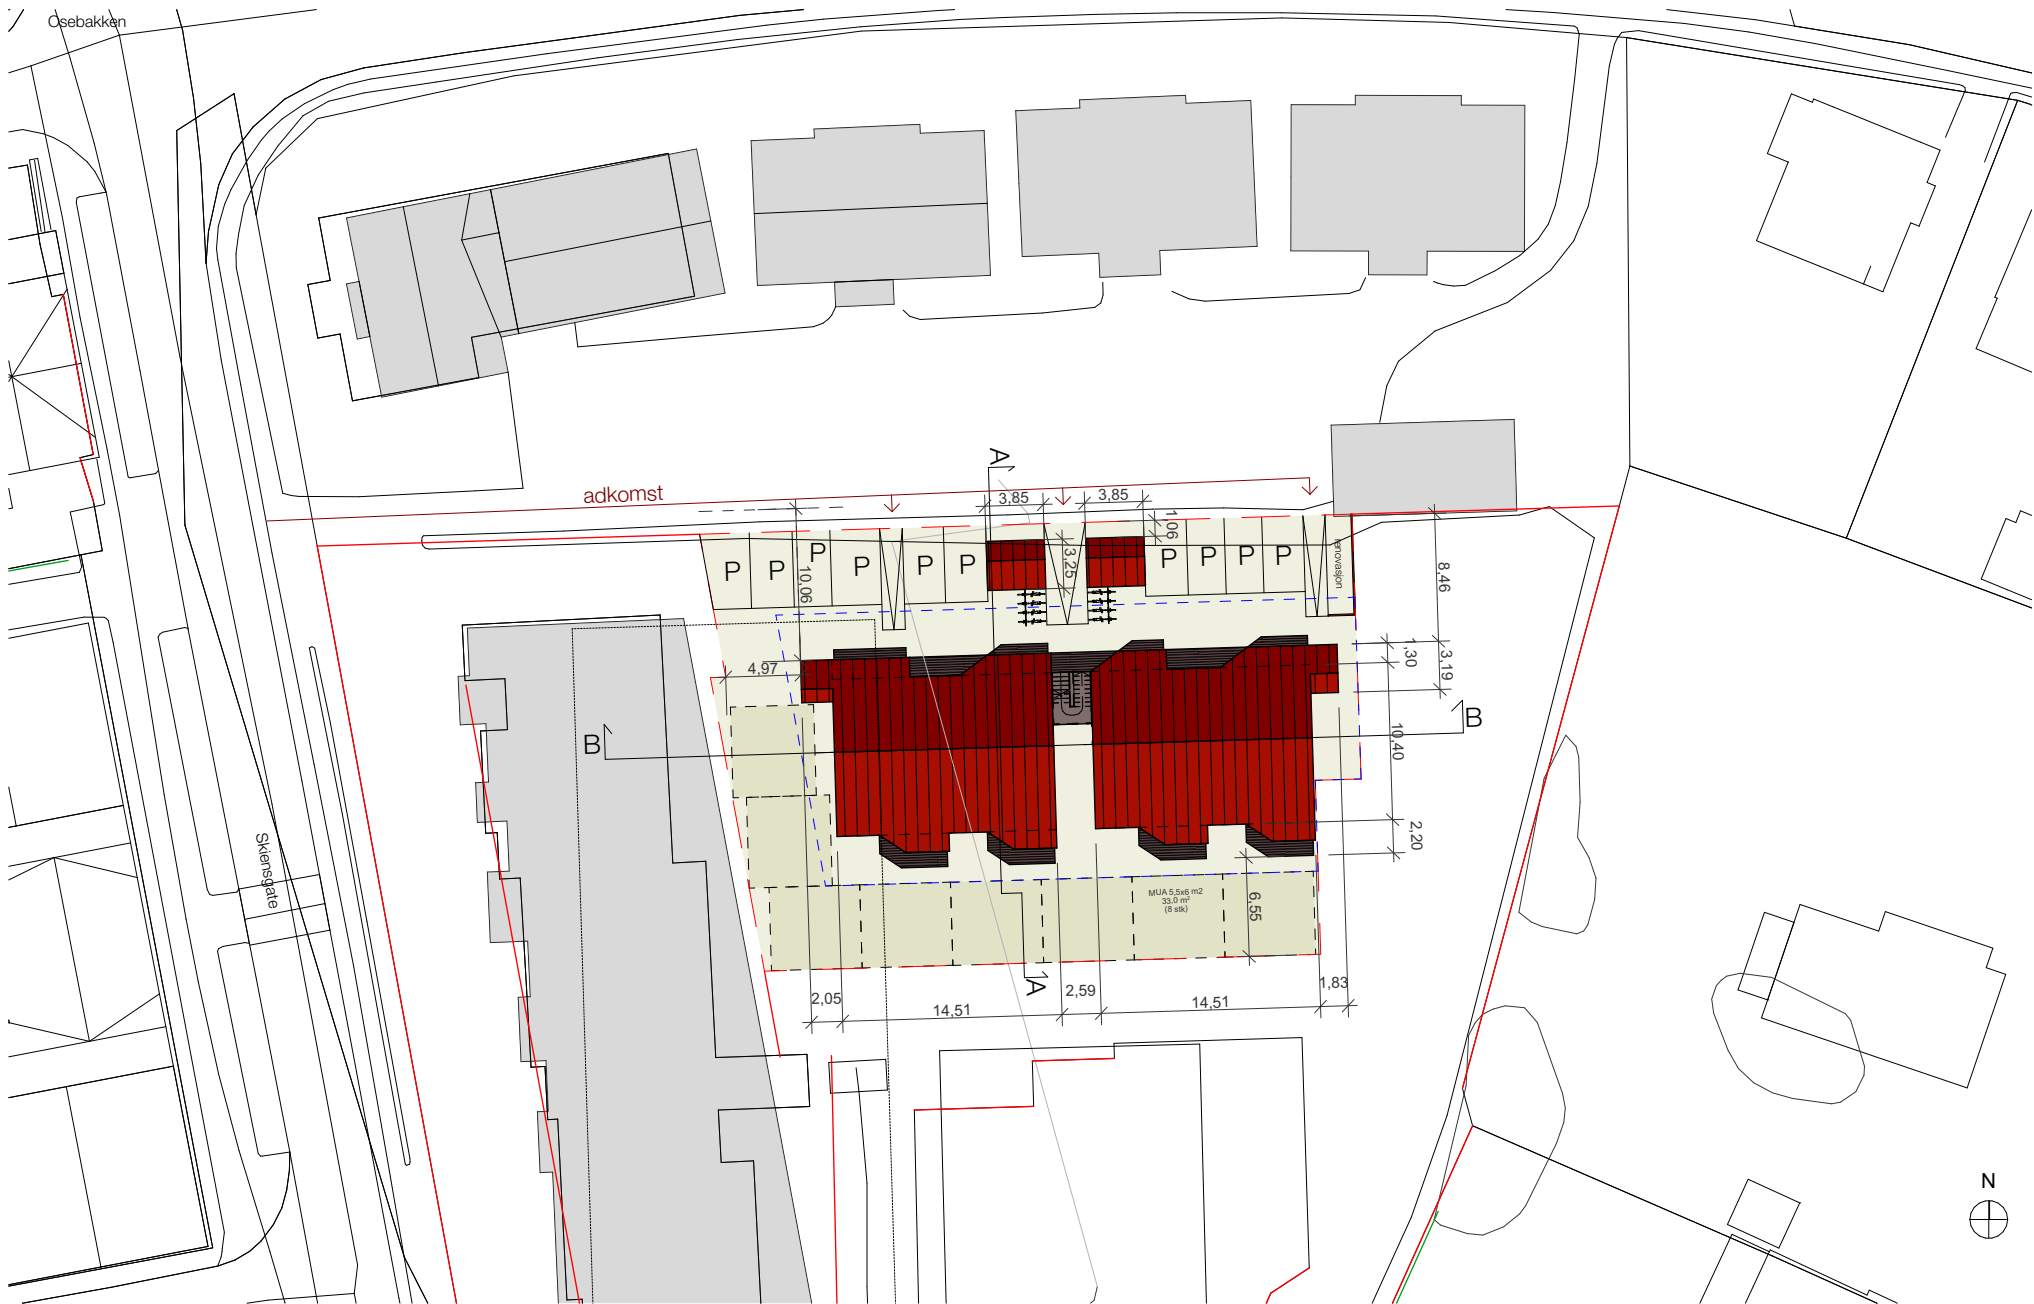 Osebakken
adkomst
A
3,85
3,85
1,06
3,25
10,06
P
P
P
P
P
P
P
P
P
P
renovasjon
8,46
1,30
3,19
4,97
B
B
10,40
2,20
MUA 5,5x6 m2
33,0 m²
(8 stk)
6,55
Skiensgate
A
2,05
14,51
2,59
14,51
1,83
N